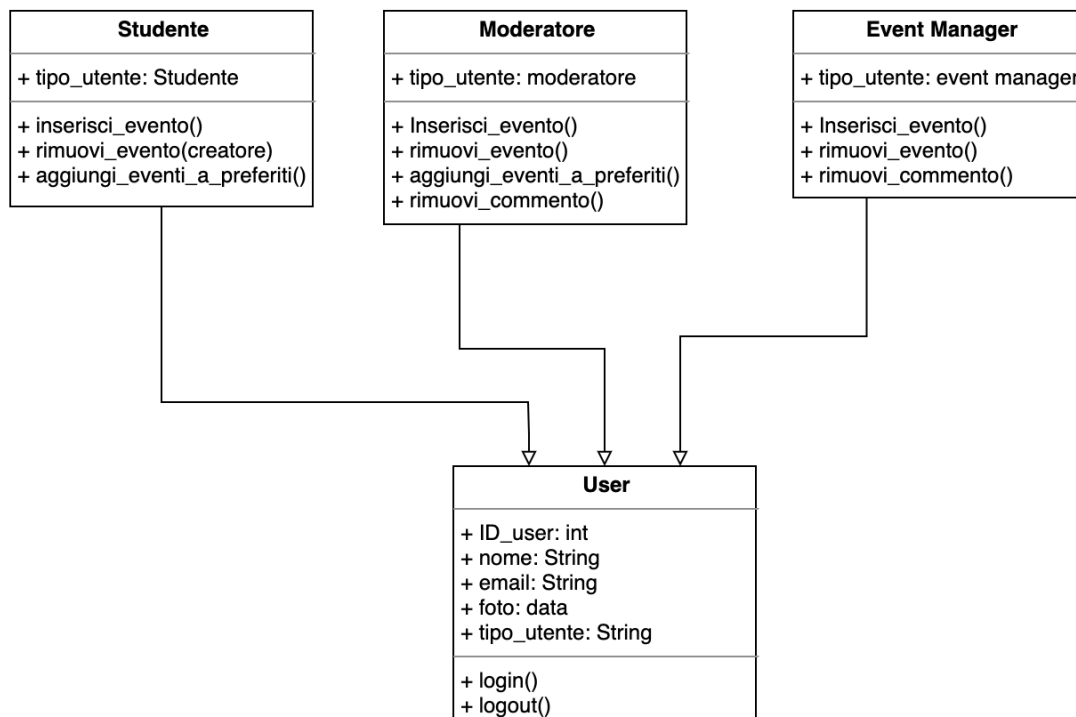 Studente
+ tipo_utente: Studente
+ inserisci_evento()
+ rimuovi_evento(creatore)
+ aggiungi_eventi_a_preferiti()
Moderatore
+ tipo_utente: moderatore
+ Inserisci_evento()
+ rimuovi_evento()
+ aggiungi_eventi_a_preferiti()
+ rimuovi_commento()
Event Manager
+ tipo_utente: event manager
+ Inserisci_evento()
+ rimuovi_evento()
+ rimuovi_commento()
User
+ ID_user: int
+ nome: String
+ email: String
+ foto: data
+ tipo_utente: String
+ login()
+ logout()